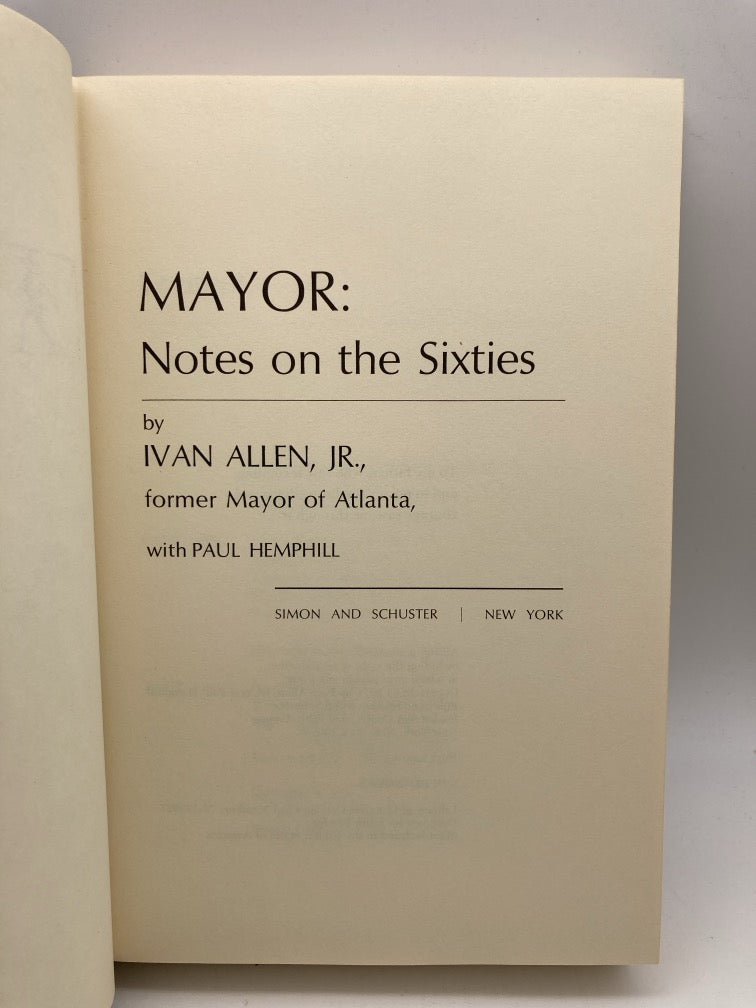 MAYOR:
Notes on the Sixties
by
IVAN ALLEN, JR.,
former Mayor of Atlanta,
with PAUL HEMPHILL
SIMON AND SCHUSTER | NEW YORK